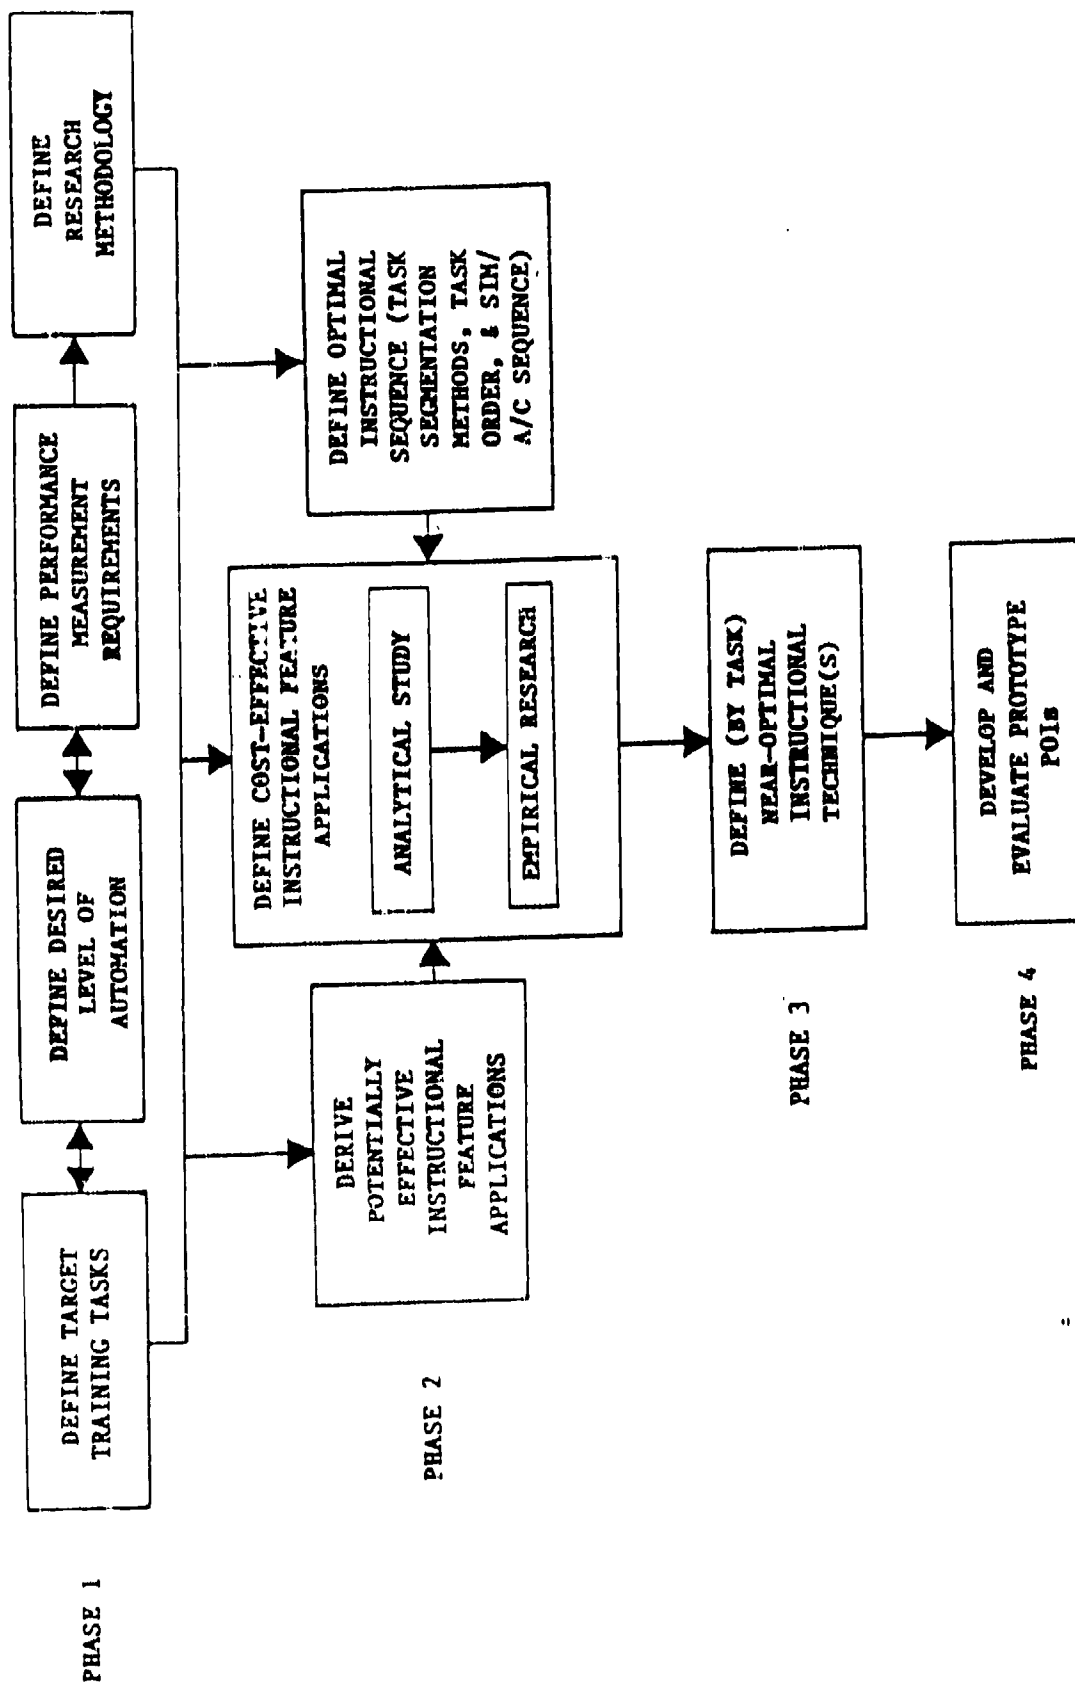 PHASE 1
DEFINE TARGET
TRAINING TASKS
DEFINE DESIRED
LEVEL OF
AUTOMATION
DEFINE PERFORMANCE
MEASUREMENT
REQUIREMENTS
DEFINE
RESEARCH
METHODOLOGY
PHASE 2
DERIVE
POTENTIALLY
EFFECTIVE
INSTRUCTIONAL
FEATURE
APPLICATIONS
DEFINE COST-EFFECTIVE
INSTRUCTIONAL FEATURE
APPLICATIONS
ANALYTICAL STUDY
EMPIRICAL RESEARCH
DEFINE OPTIMAL
INSTRUCTIONAL
SEQUENCE (TASK
SEGMENTATION
METHODS, TASK
ORDER, & SIM/
A/C SEQUENCE)
PHASE 3
DEFINE (BY TASK)
NEAR-OPTIMAL
INSTRUCTIONAL
TECHNIQUE(S)
PHASE 4
DEVELOP AND
EVALUATE PROTOTYPE
POIs